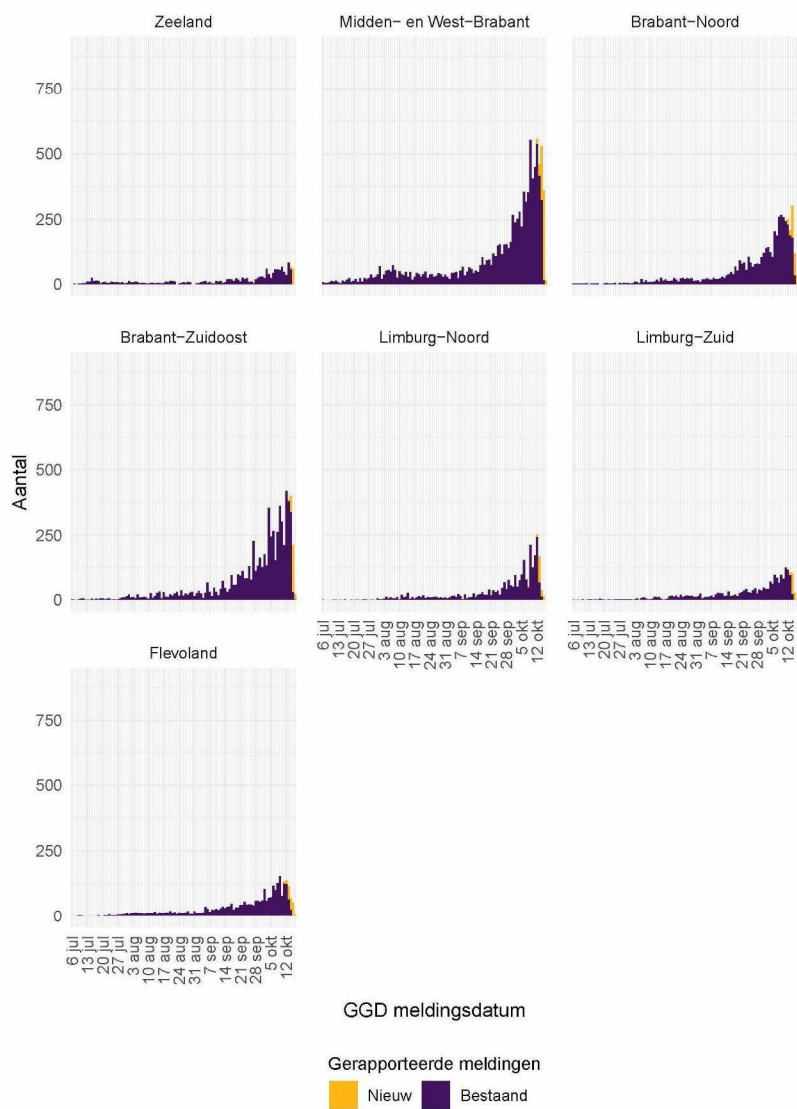 Zeeland
Midden- en West-Brabant
Brabant-Noord
750
500
250
0
Brabant-Zuidoost
Limburg-Noord
Limburg-Zuid
Aantal
750
500
250
0
6 jul
13 jul
20 jul
27 jul
3 aug
10 aug
17 aug
24 aug
31 aug
7 sep
14 sep
21 sep
28 sep
5 okt
12 okt
6 jul
13 jul
20 jul
27 jul
3 aug
10 aug
17 aug
24 aug
31 aug
7 sep
14 sep
21 sep
28 sep
5 okt
12 okt
Flevoland
750
500
250
0
6 jul
13 jul
20 jul
27 jul
3 aug
10 aug
17 aug
24 aug
31 aug
7 sep
14 sep
21 sep
28 sep
5 okt
12 okt
GGD meldingsdatum
Gerapporteerde meldingen
Nieuw
Bestaand